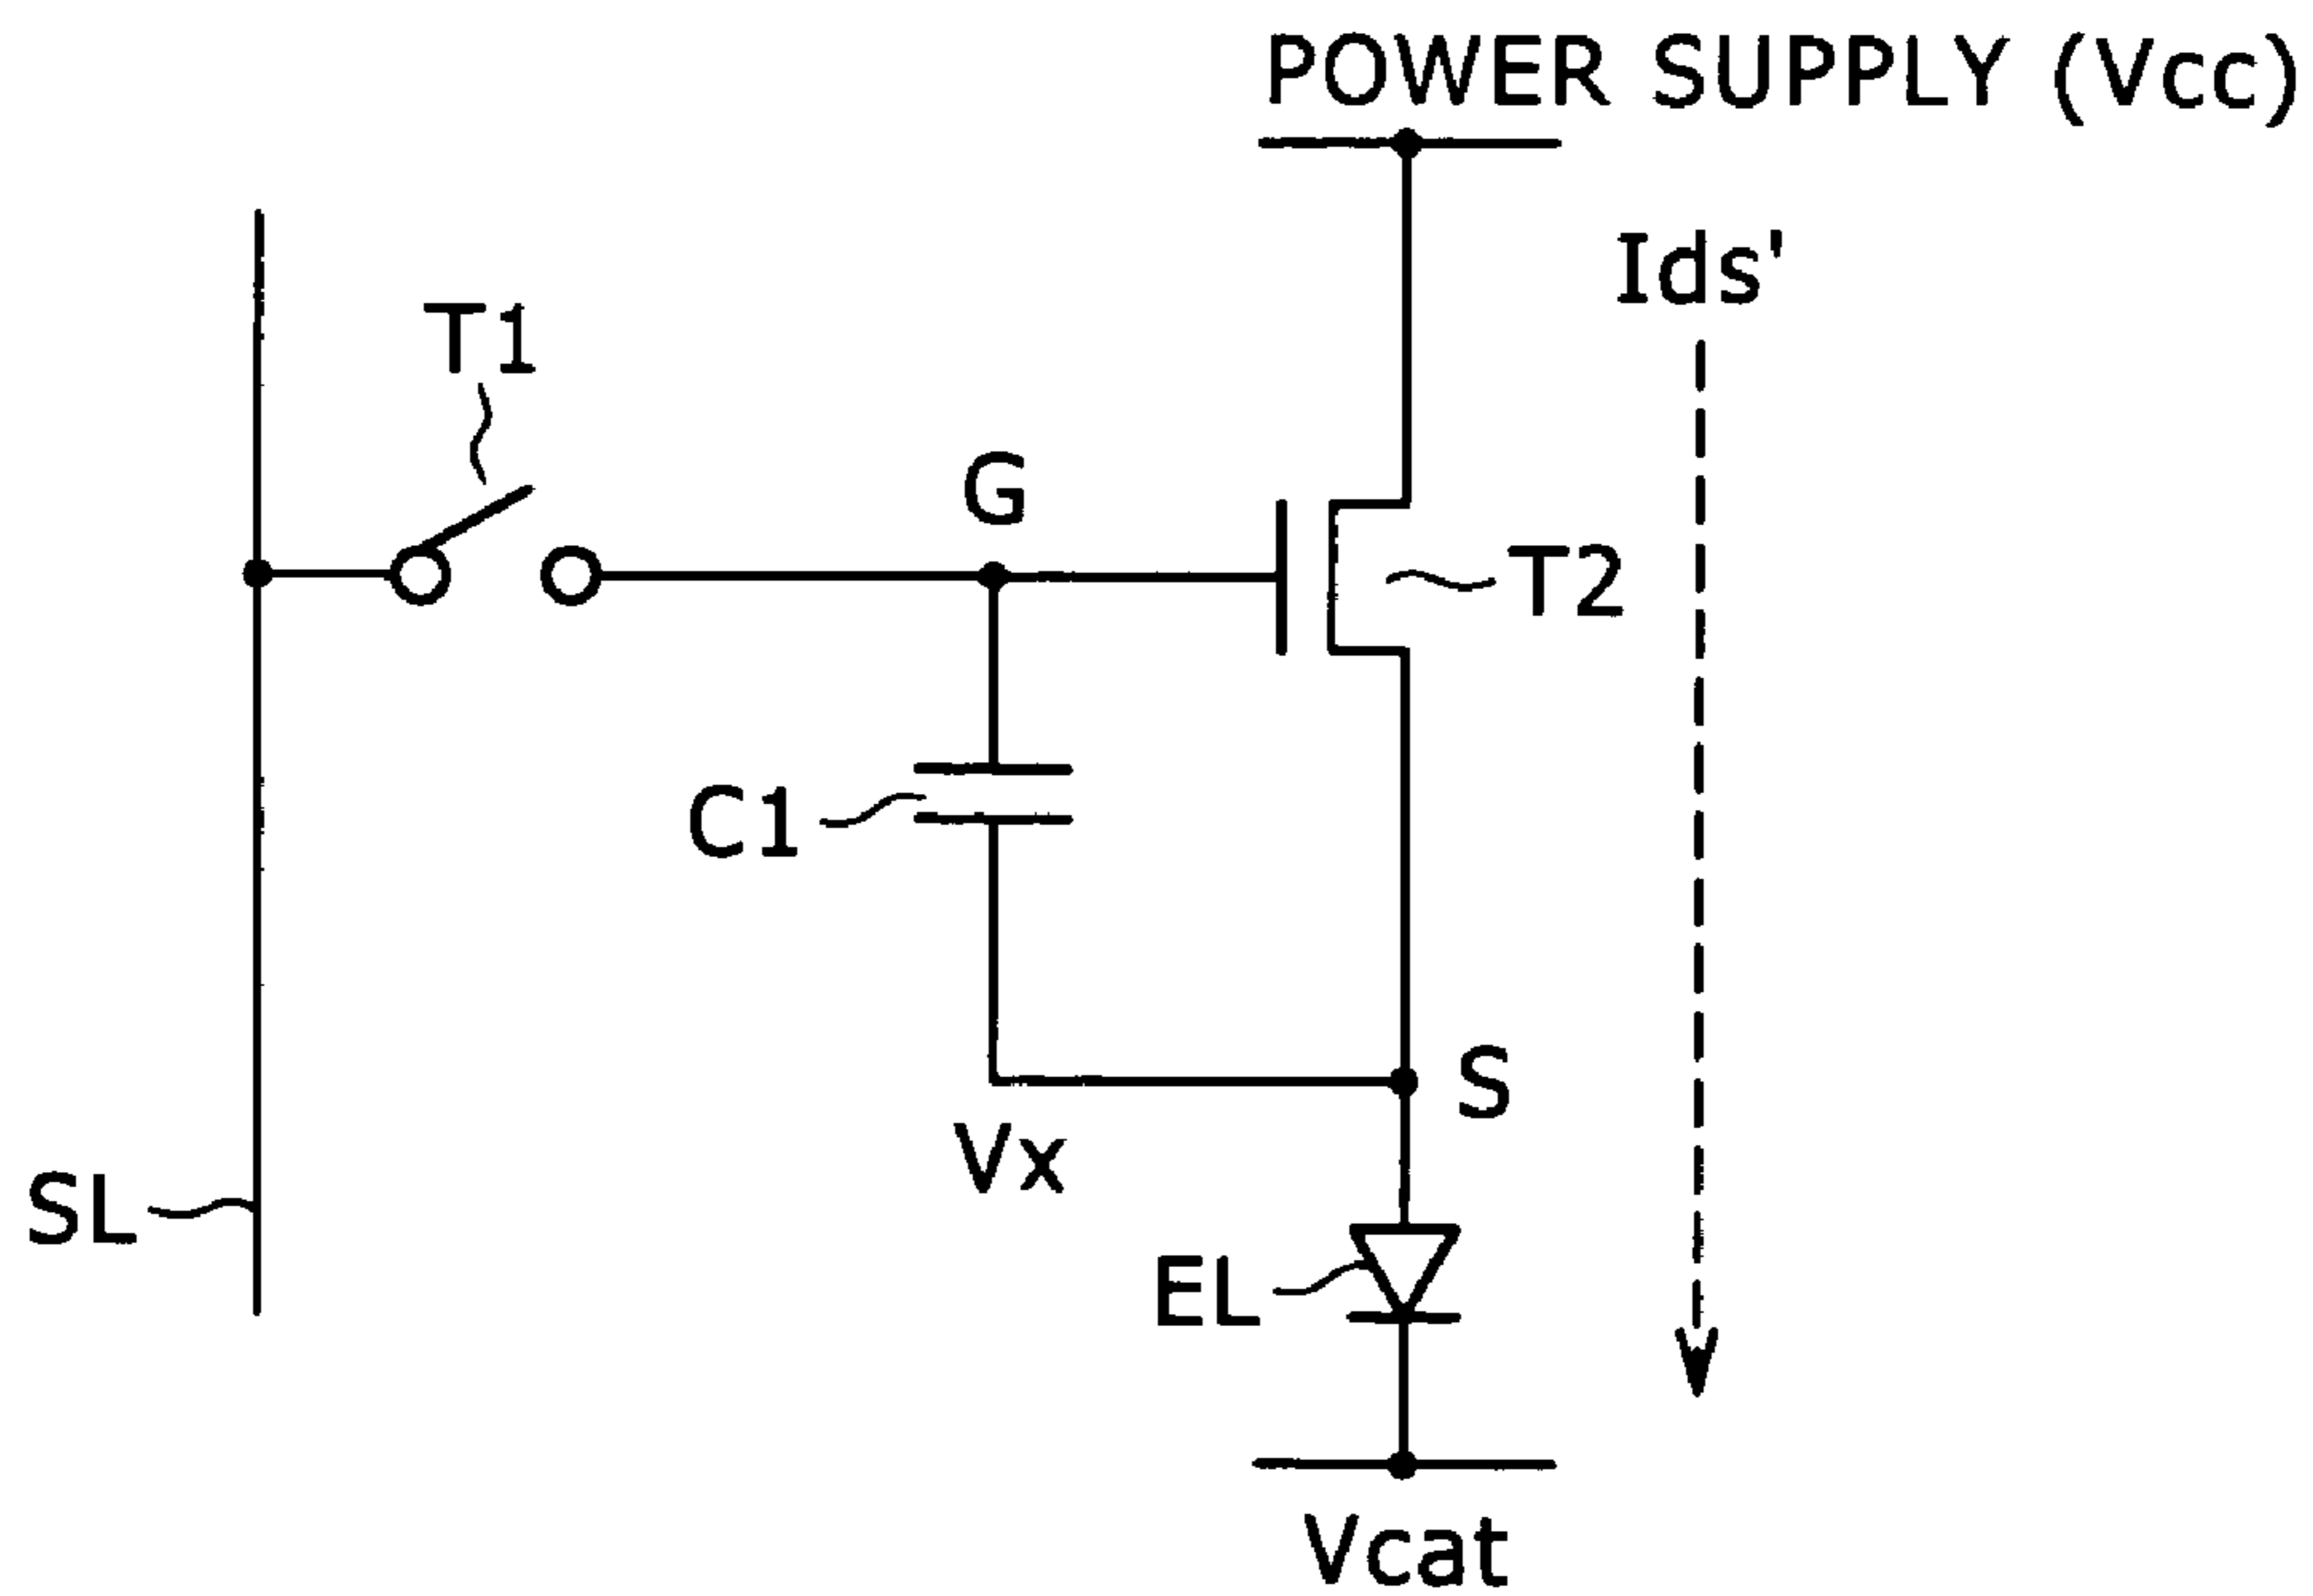 POWER SUPPLY (Vcc)
Ids'
T1
G
T2
C1
S
Vx
SL
EL
Vcat